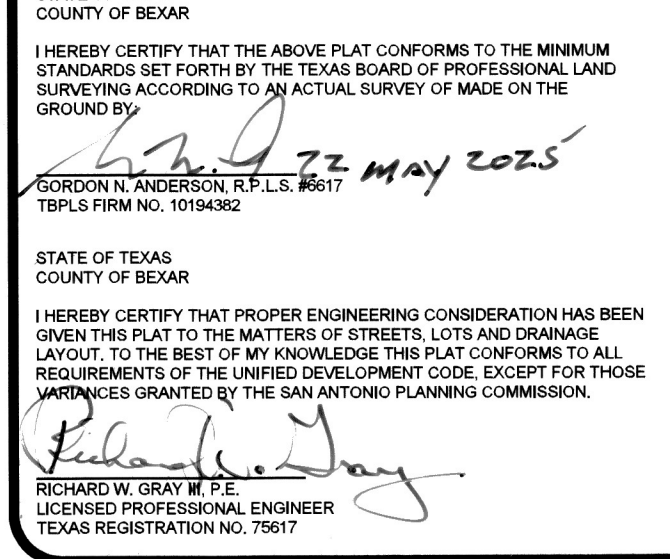 COUNTY OF BEXAR
I HEREBY CERTIFY THAT THE ABOVE PLAT CONFORMS TO THE MINIMUM
STANDARDS SET FORTH BY THE TEXAS BOARD OF PROFESSIONAL LAND
SURVEYING ACCORDING TO AN ACTUAL SURVEY OF MADE ON THE
GROUND BY:
22 MAY 2025
GORDON N. ANDERSON, R.P.L.S. #6617
TBPLS FIRM NO. 10194382
STATE OF TEXAS
COUNTY OF BEXAR
I HEREBY CERTIFY THAT PROPER ENGINEERING CONSIDERATION HAS BEEN
GIVEN THIS PLAT TO THE MATTERS OF STREETS, LOTS AND DRAINAGE
LAYOUT. TO THE BEST OF MY KNOWLEDGE THIS PLAT CONFORMS TO ALL
REQUIREMENTS OF THE UNIFIED DEVELOPMENT CODE, EXCEPT FOR THOSE
VARIANCES GRANTED BY THE SAN ANTONIO PLANNING COMMISSION.
Richard W. Gray
RICHARD W. GRAY III, P.E.
LICENSED PROFESSIONAL ENGINEER
TEXAS REGISTRATION NO. 75617